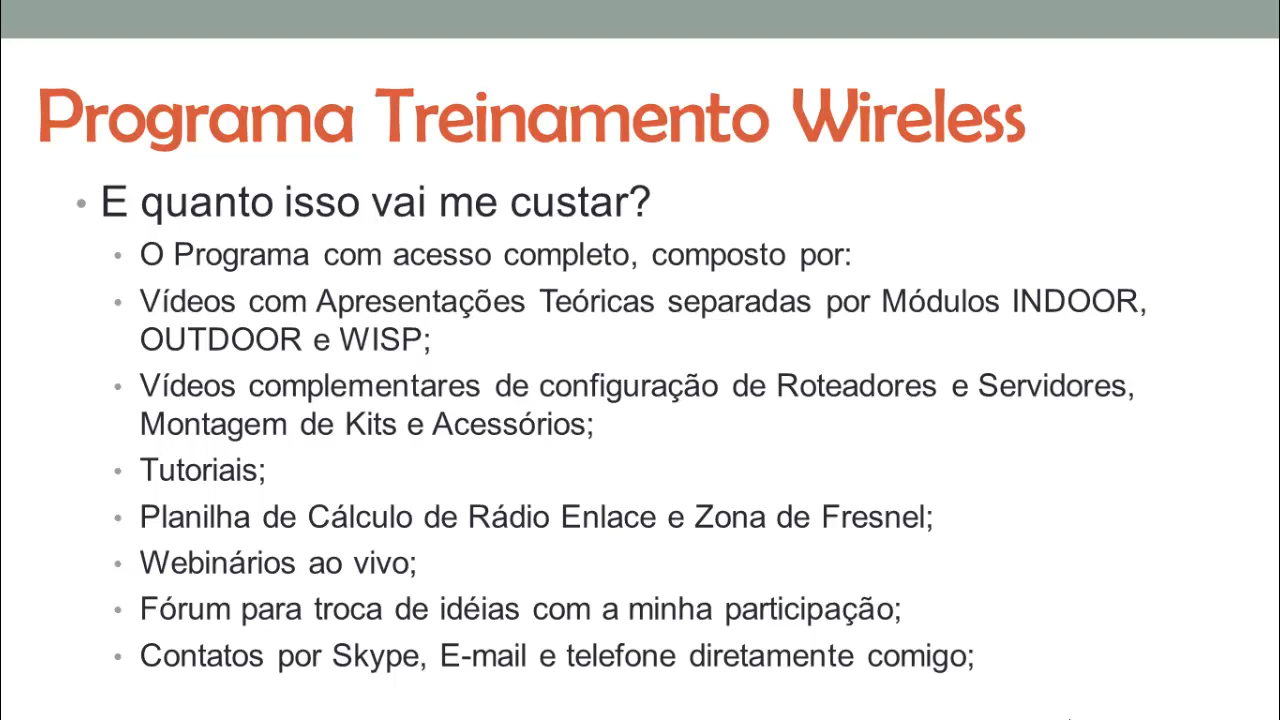 Programa Treinamento Wireless
• E quanto isso vai me custar?
• O Programa com acesso completo, composto por:
• Vídeos com Apresentações Teóricas separadas por Módulos INDOOR,
OUTDOOR e WISP;
• Vídeos complementares de configuração de Roteadores e Servidores,
Montagem de Kits e Acessórios;
• Tutoriais;
• Planilha de Cálculo de Rádio Enlace e Zona de Fresnel;
• Webinários ao vivo;
• Fórum para troca de idéias com a minha participação;
• Contatos por Skype, E-mail e telefone diretamente comigo;